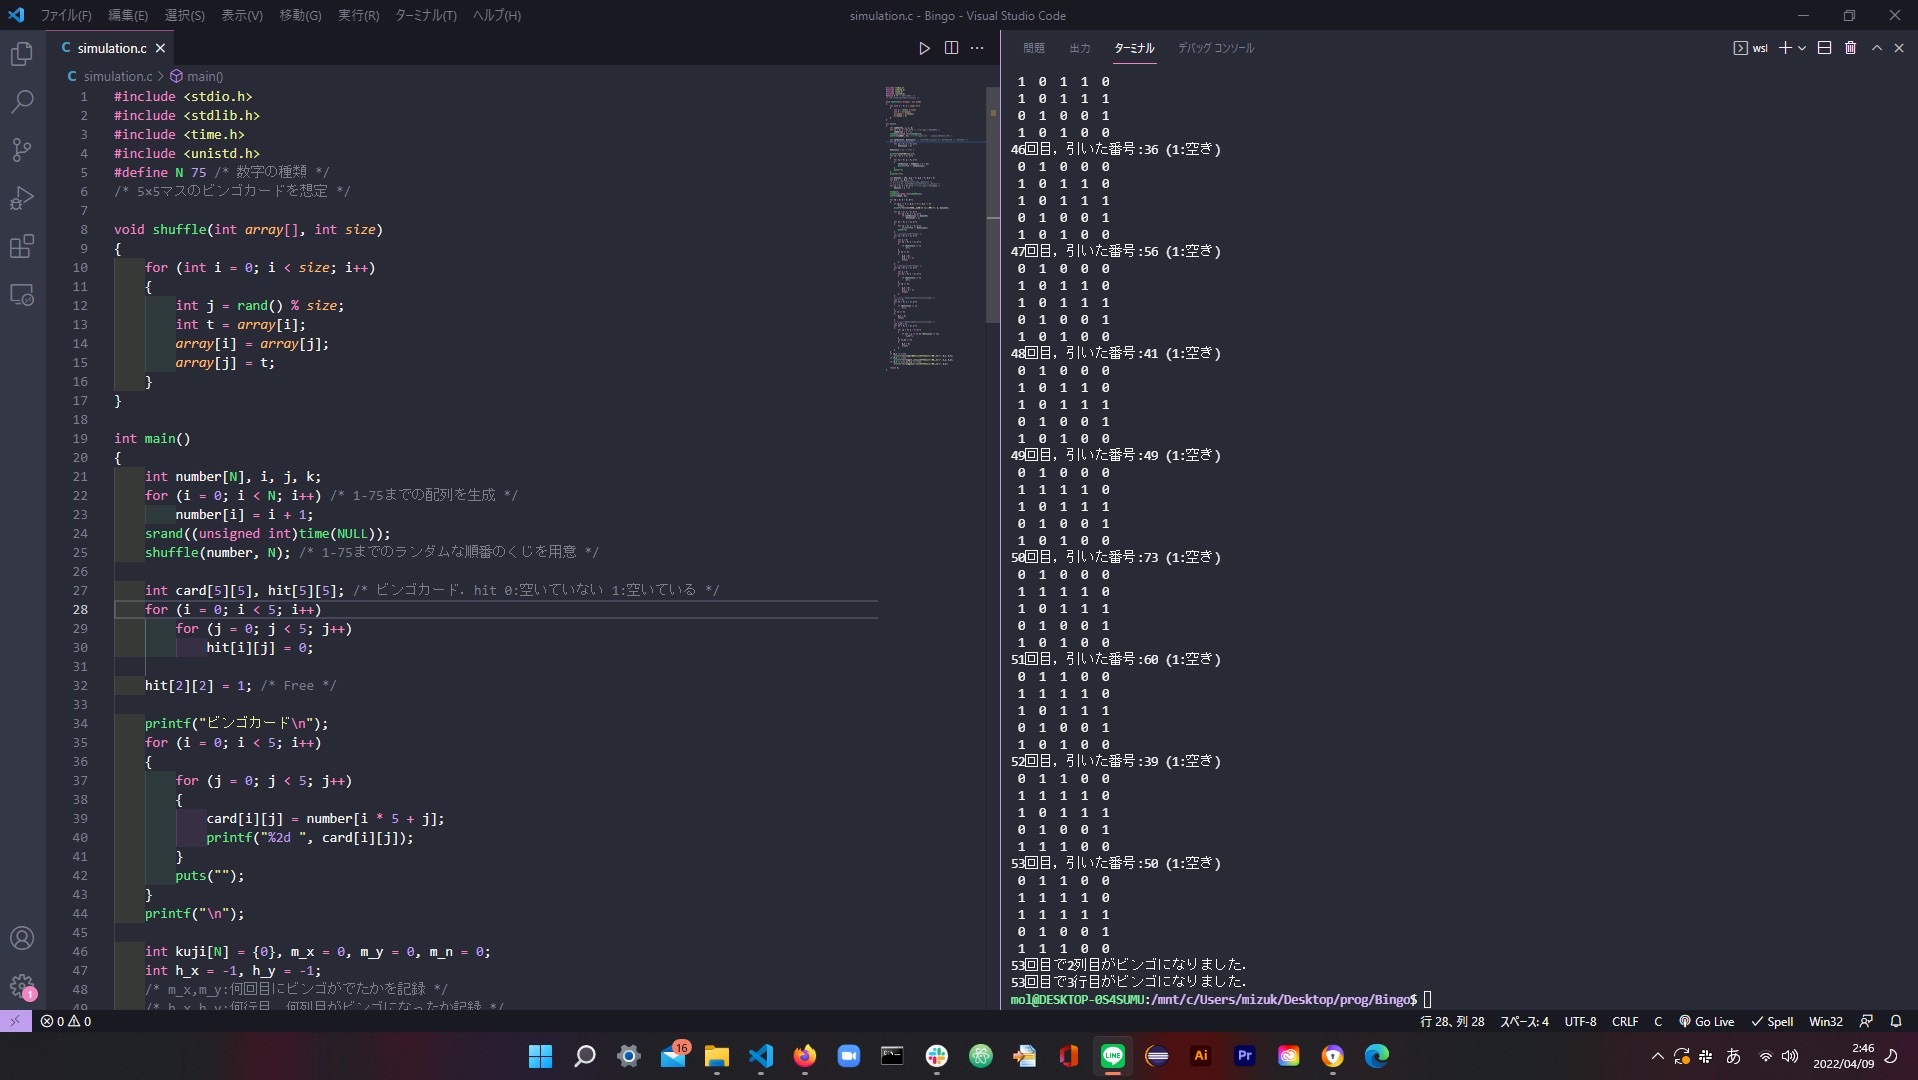 ファイル(F) 編集(E) 選択(S) 表示(V) 移動(G) 実行(R) ターミナル(T) ヘルプ(H)
simulation.c - Bingo - Visual Studio Code
C simulation.c
C simulation.c > main()
1 #include <stdio.h>
2 #include <stdlib.h>
3 #include <time.h>
4 #include <unistd.h>
5 #define N 75 /* 数字の種類 */
6 /* 5×5マスのビンゴカードを想定 */
7
8 void shuffle(int array[], int size)
9 {
10 for (int i = 0; i < size; i++)
11 {
12 int j = rand() % size;
13 int t = array[i];
14 array[i] = array[j];
15 array[j] = t;
16 }
17 }
18
19 int main()
20 {
21 int number[N], i, j, k;
22 for (i = 0; i < N; i++) /* 1-75までの配列を生成 */
23 number[i] = i + 1;
24 srand((unsigned int)time(NULL));
25 shuffle(number, N); /* 1-75までのランダムな順番のくじを用意 */
26
27 int card[5][5], hit[5][5]; /* ビンゴカード．hit 0:空いていない 1:空いている */
28 for (i = 0; i < 5; i++)
29 for (j = 0; j < 5; j++)
30 hit[i][j] = 0;
31
32 hit[2][2] = 1; /* Free */
33
34 printf("ビンゴカード\n");
35 for (i = 0; i < 5; i++)
36 {
37 for (j = 0; j < 5; j++)
38 {
39 card[i][j] = number[i * 5 + j];
40 printf("%2d ", card[i][j]);
41 }
42 puts("");
43 }
44 printf("\n");
45
46 int kuji[N] = {0}, m_x = 0, m_y = 0, m_n = 0;
47 int h_x = -1, h_y = -1;
48 /* m_x,m_y:何回目にビンゴがでたかを記録 */
49 /* h_x,h_y:何行目，何列目がビンゴになったか記録 */
問題 出力 ターミナル デバッグ コンソール
wsl
1 0 1 1 0
1 0 1 1 1
0 1 0 0 1
1 0 1 0 0
46回目，引いた番号:36 (1:空き)
0 1 0 0 0
1 0 1 1 0
1 0 1 1 1
0 1 0 0 1
1 0 1 0 0
47回目，引いた番号:56 (1:空き)
0 1 0 0 0
1 0 1 1 0
1 0 1 1 1
0 1 0 0 1
1 0 1 0 0
48回目，引いた番号:41 (1:空き)
0 1 0 0 0
1 0 1 1 0
1 0 1 1 1
0 1 0 0 1
1 0 1 0 0
49回目，引いた番号:49 (1:空き)
0 1 0 0 0
1 1 1 1 0
1 0 1 1 1
0 1 0 0 1
1 0 1 0 0
50回目，引いた番号:73 (1:空き)
0 1 0 0 0
1 1 1 1 0
1 0 1 1 1
0 1 0 0 1
1 0 1 0 0
51回目，引いた番号:60 (1:空き)
0 1 1 0 0
1 1 1 1 0
1 0 1 1 1
0 1 0 0 1
1 0 1 0 0
52回目，引いた番号:39 (1:空き)
0 1 1 0 0
1 1 1 1 0
1 0 1 1 1
0 1 0 0 1
1 1 1 0 0
53回目，引いた番号:50 (1:空き)
0 1 1 0 0
1 1 1 1 0
1 1 1 1 1
0 1 0 0 1
1 1 1 0 0
53回目で2列目がビンゴになりました．
53回目で3行目がビンゴになりました．
mol@DESKTOP-0S4SUMU:/mnt/c/Users/mizuk/Desktop/prog/Bingo$
1
0 0
行 28、列 28 スペース: 4 UTF-8 CRLF C Go Live Spell Win32
16
LINE
Ai
Pr
あ
2:46
2022/04/09